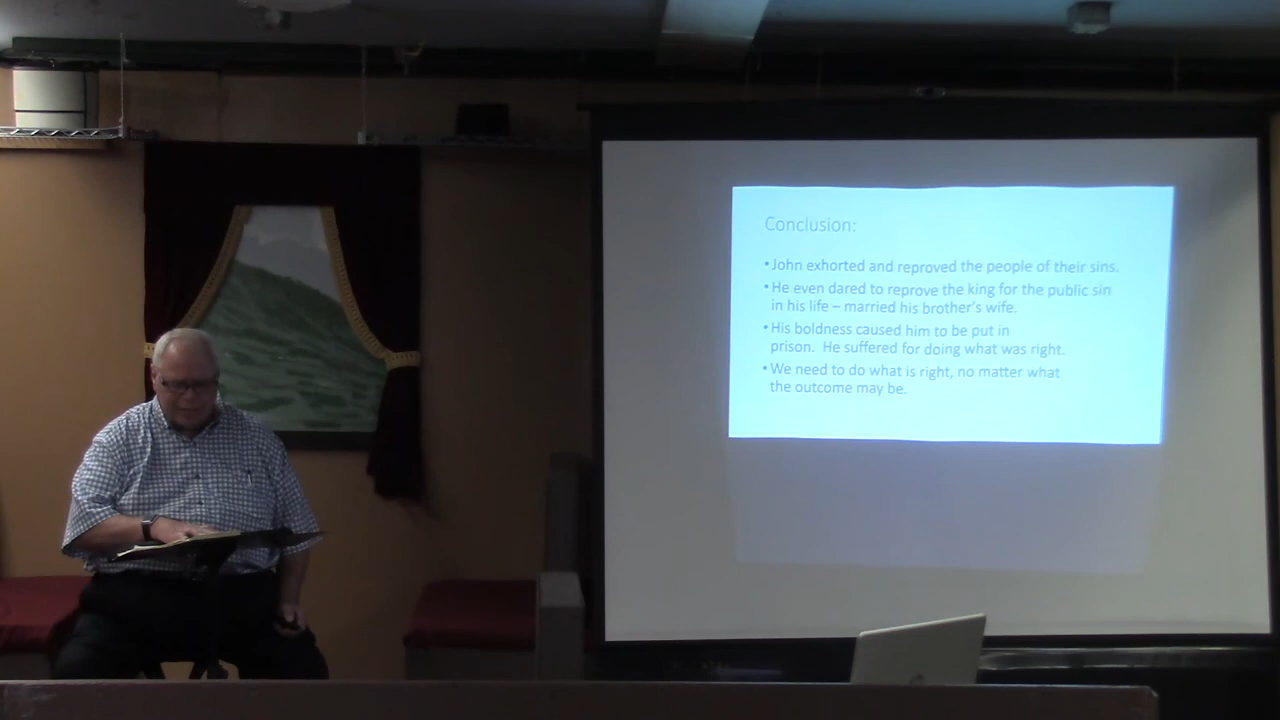 Conclusion:
▪John exhorted and reproved the people of their sins.
▪He even dared to reprove the king for the public sin
in his life – married his brother's wife.
▪His boldness caused him to be put in
prison. He suffered for doing what was right.
▪We need to do what is right, no matter what
the outcome may be.